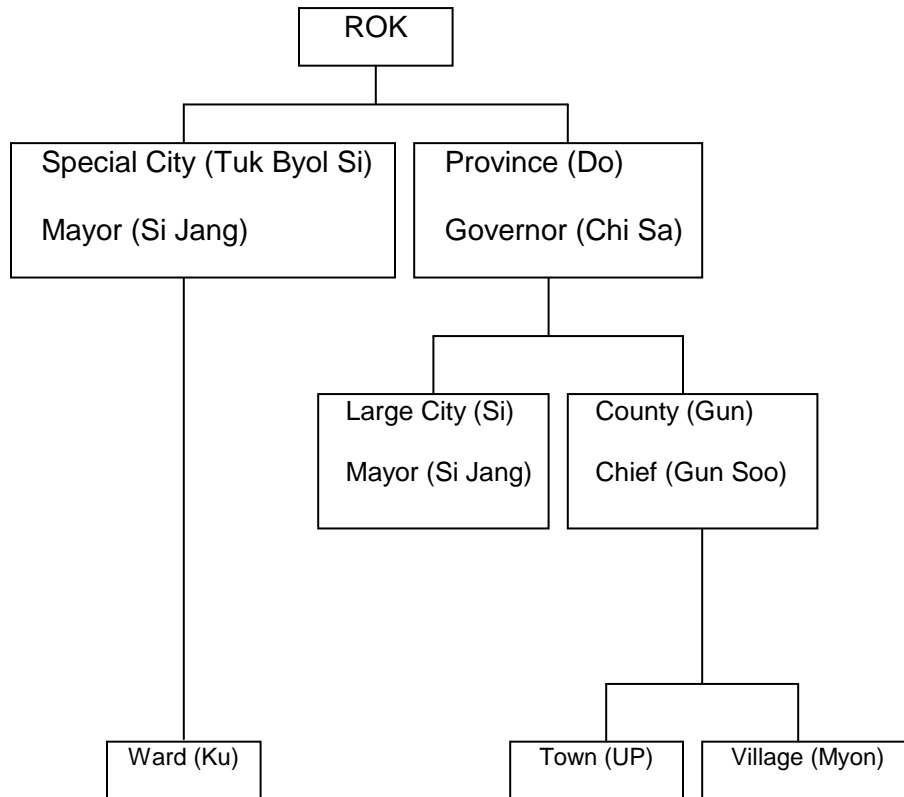 ROK
Special City (Tuk Byol Si)
Mayor (Si Jang)
Province (Do)
Governor (Chi Sa)
Large City (Si)
Mayor (Si Jang)
County (Gun)
Chief (Gun Soo)
Ward (Ku)
Town (UP)
Village (Myon)